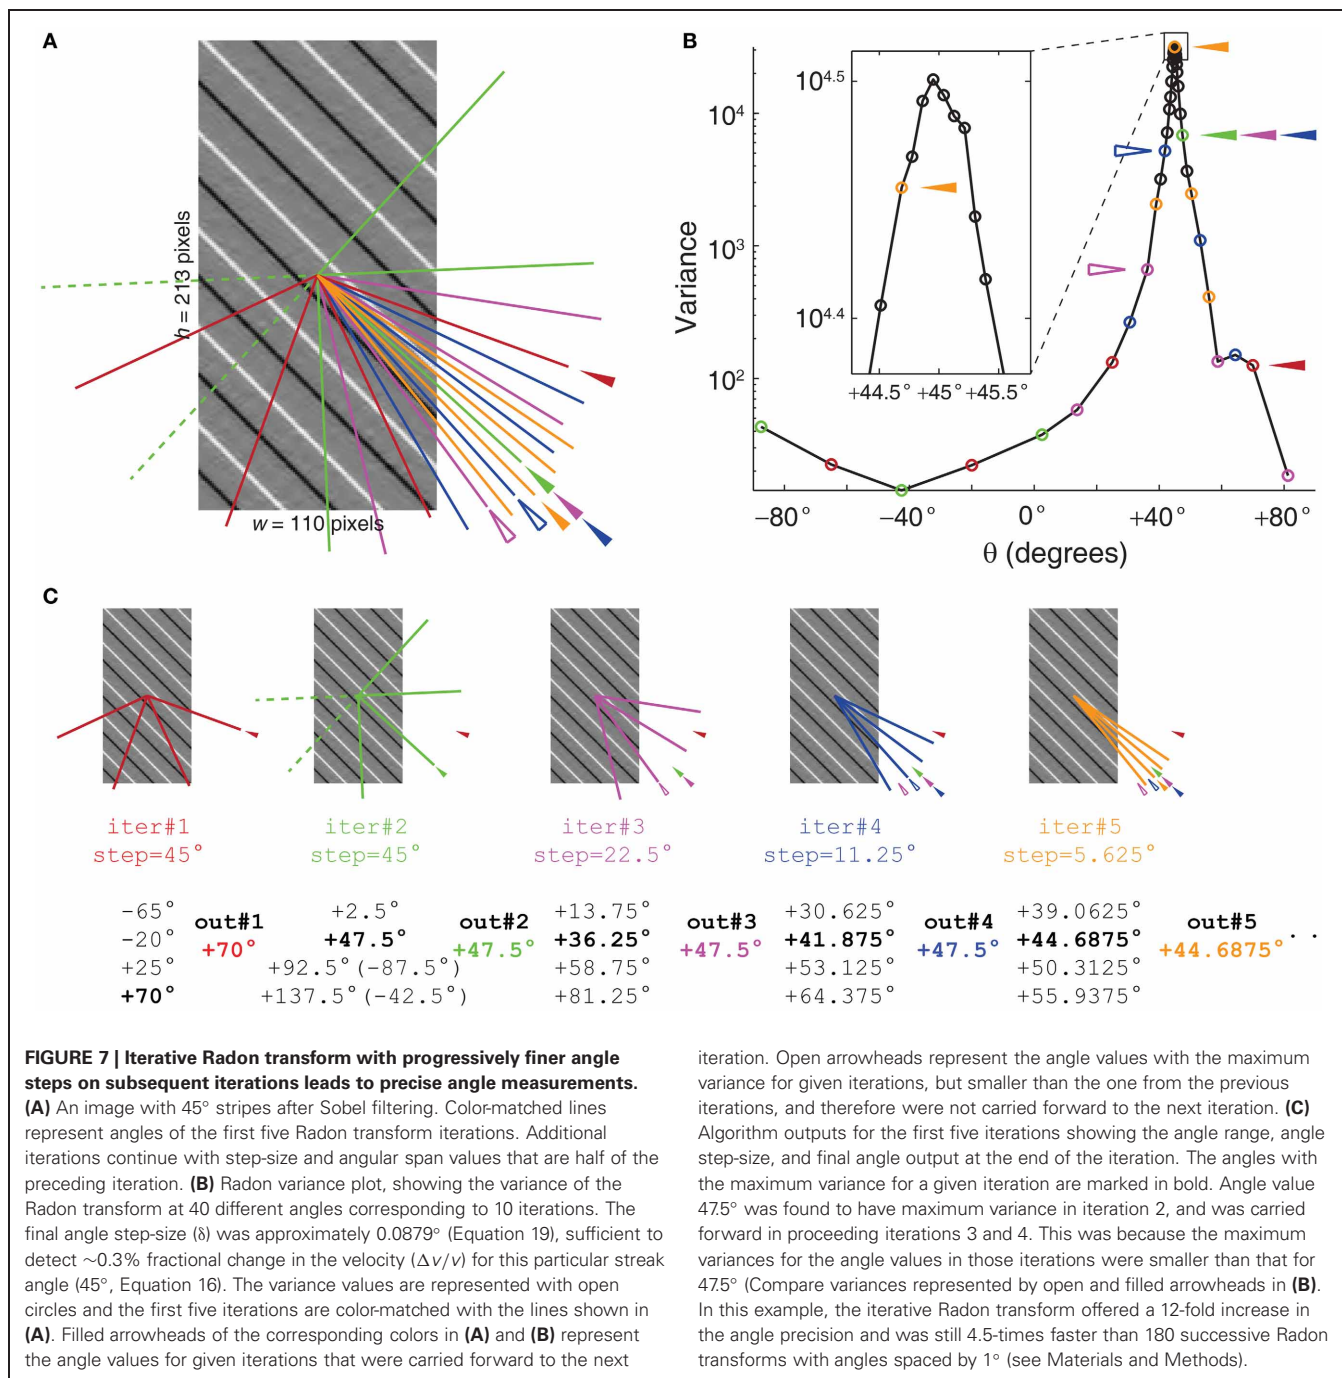 A
h = 213 pixels
w = 110 pixels
B
Variance
10^4
10^3
10^2
10^4.5
10^4.4
+44.5° +45° +45.5°
−80° −40° 0° +40° +80°
θ (degrees)
C
iter#1 iter#2 iter#3 iter#4 iter#5
step=45° step=45° step=22.5° step=11.25° step=5.625°
-65° +2.5° +13.75° +30.625° +39.0625°
out#1 out#2 out#3 out#4 out#5
-20° +70° +47.5° +47.5° +36.25° +47.5° +41.875° +47.5° +44.6875° +44.6875° . .
+25° +92.5°(-87.5°) +58.75° +53.125° +50.3125°
+70° +137.5°(-42.5°) +81.25° +64.375° +55.9375°
FIGURE 7 | Iterative Radon transform with progressively finer angle
steps on subsequent iterations leads to precise angle measurements.
(A) An image with 45° stripes after Sobel filtering. Color-matched lines
represent angles of the first five Radon transform iterations. Additional
iterations continue with step-size and angular span values that are half of the
preceding iteration. (B) Radon variance plot, showing the variance of the
Radon transform at 40 different angles corresponding to 10 iterations. The
final angle step-size (δ) was approximately 0.0879° (Equation 19), sufficient to
detect ~0.3% fractional change in the velocity (Δv/v) for this particular streak
angle (45°, Equation 16). The variance values are represented with open
circles and the first five iterations are color-matched with the lines shown in
(A). Filled arrowheads of the corresponding colors in (A) and (B) represent
the angle values for given iterations that were carried forward to the next
iteration. Open arrowheads represent the angle values with the maximum
variance for given iterations, but smaller than the one from the previous
iterations, and therefore were not carried forward to the next iteration. (C)
Algorithm outputs for the first five iterations showing the angle range, angle
step-size, and final angle output at the end of the iteration. The angles with
the maximum variance for a given iteration are marked in bold. Angle value
47.5° was found to have maximum variance in iteration 2, and was carried
forward in proceeding iterations 3 and 4. This was because the maximum
variances for the angle values in those iterations were smaller than that for
47.5° (Compare variances represented by open and filled arrowheads in (B).
In this example, the iterative Radon transform offered a 12-fold increase in
the angle precision and was still 4.5-times faster than 180 successive Radon
transforms with angles spaced by 1° (see Materials and Methods).